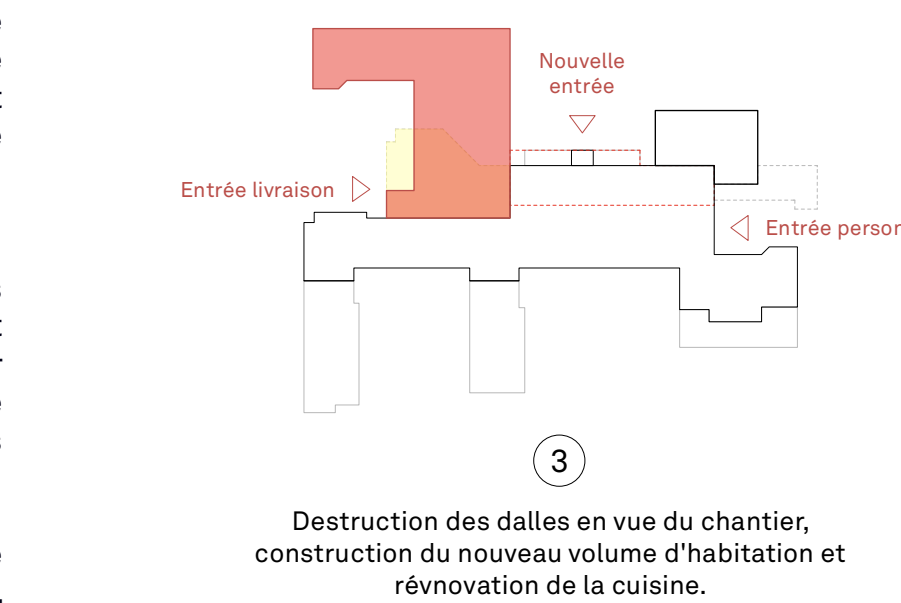 Nouvelle
entrée
Entrée livraison
Entrée person
3
Destruction des dalles en vue du chantier,
construction du nouveau volume d'habitation et
révnovation de la cuisine.